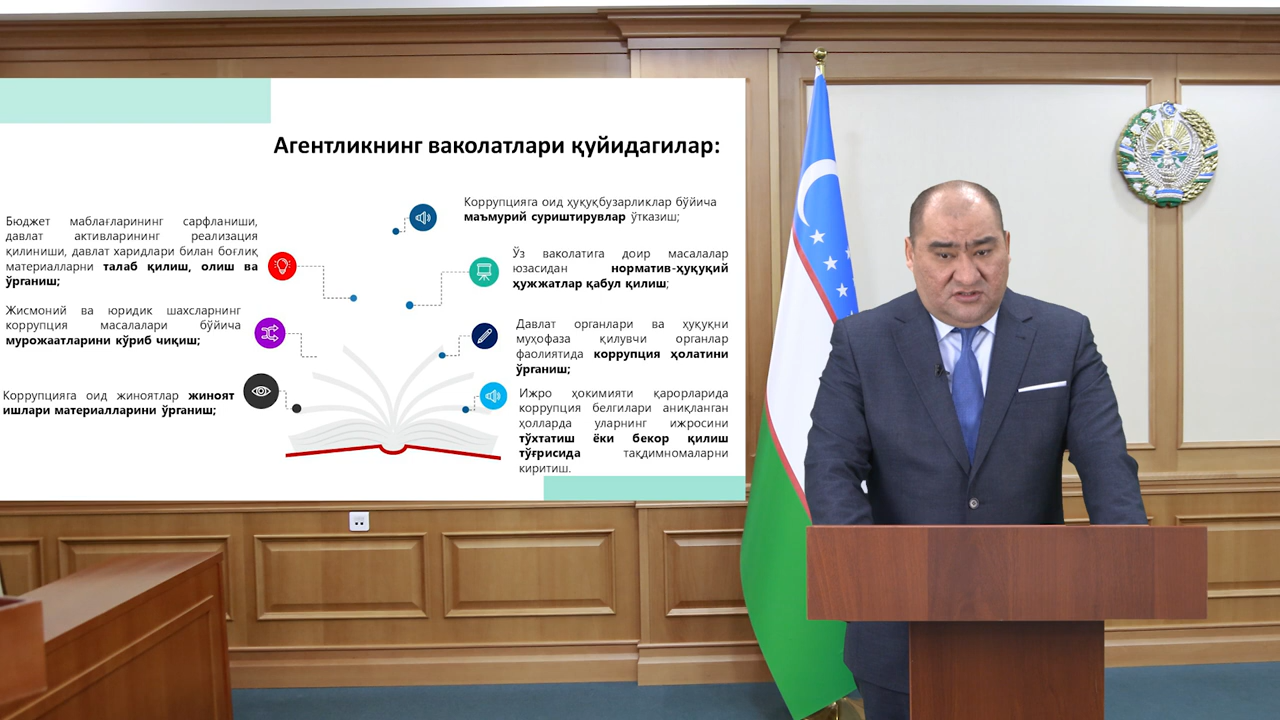 Агентликнинг ваколатлари қуйидагилар:
Бюджет маблағларининг сарфланиши,
давлат активларининг реализация
қилиниши, давлат харидлари билан боғлиқ
материалларни талаб қилиш, олиш ва
ўрганиш;
Жисмоний ва юридик шахсларнинг
коррупция масалалари бўйича
мурожаатларини кўриб чиқиш;
Коррупцияга оид жиноятлар жиноят
ишлари материалларини ўрганиш;
Коррупцияга оид ҳуқуқбузарликлар бўйича
маъмурий суриштирувлар ўтказиш;
Ўз ваколатига доир масалалар
юзасидан норматив-ҳуқуқий
ҳужжатлар қабул қилиш;
Давлат органлари ва ҳуқуқни
муҳофаза қилувчи органлар
фаолиятида коррупция ҳолатини
ўрганиш;
Ижро ҳокимияти қарорларида
коррупция белгилари аниқланган
ҳолларда уларнинг ижросини
тўхтатиш ёки бекор қилиш
тўғрисида тақдимномаларни
киритиш.